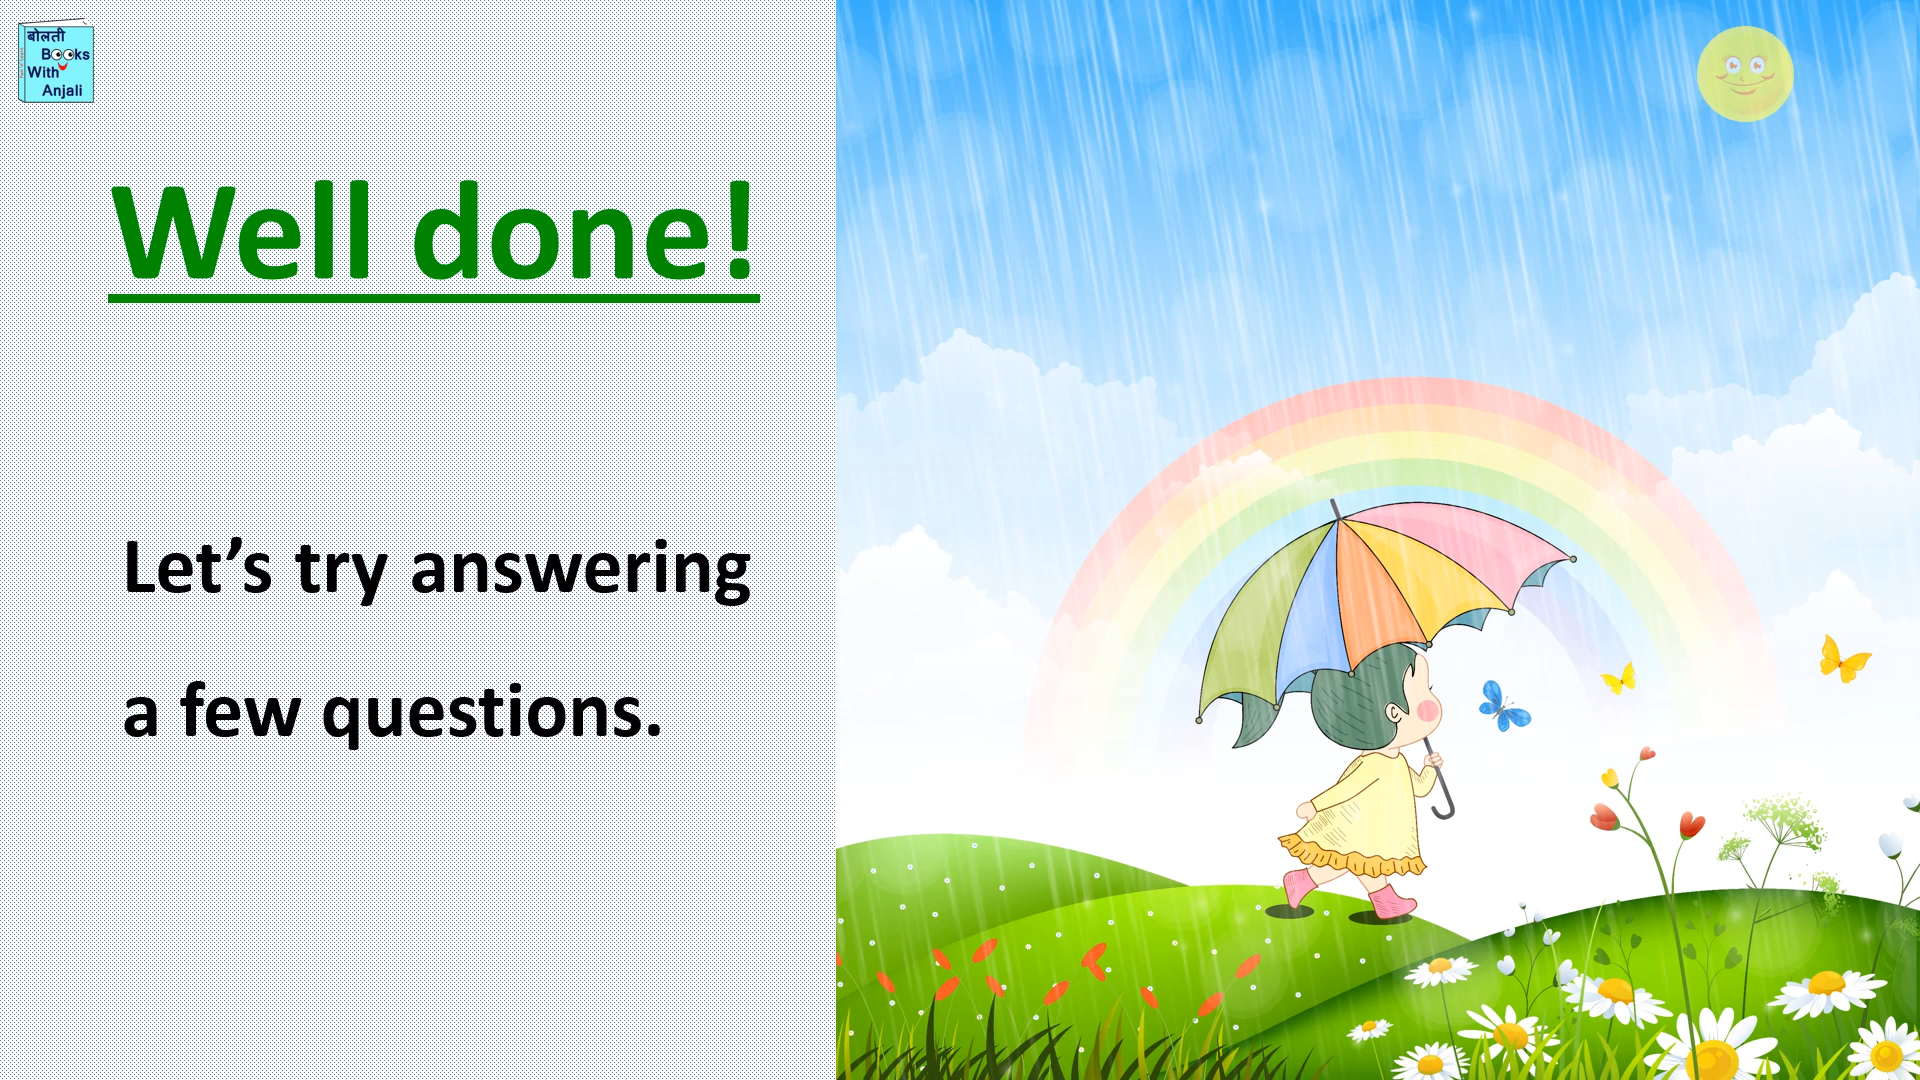 बोलती
Books
With
Anjali
Well done!
Let’s try answering
a few questions.